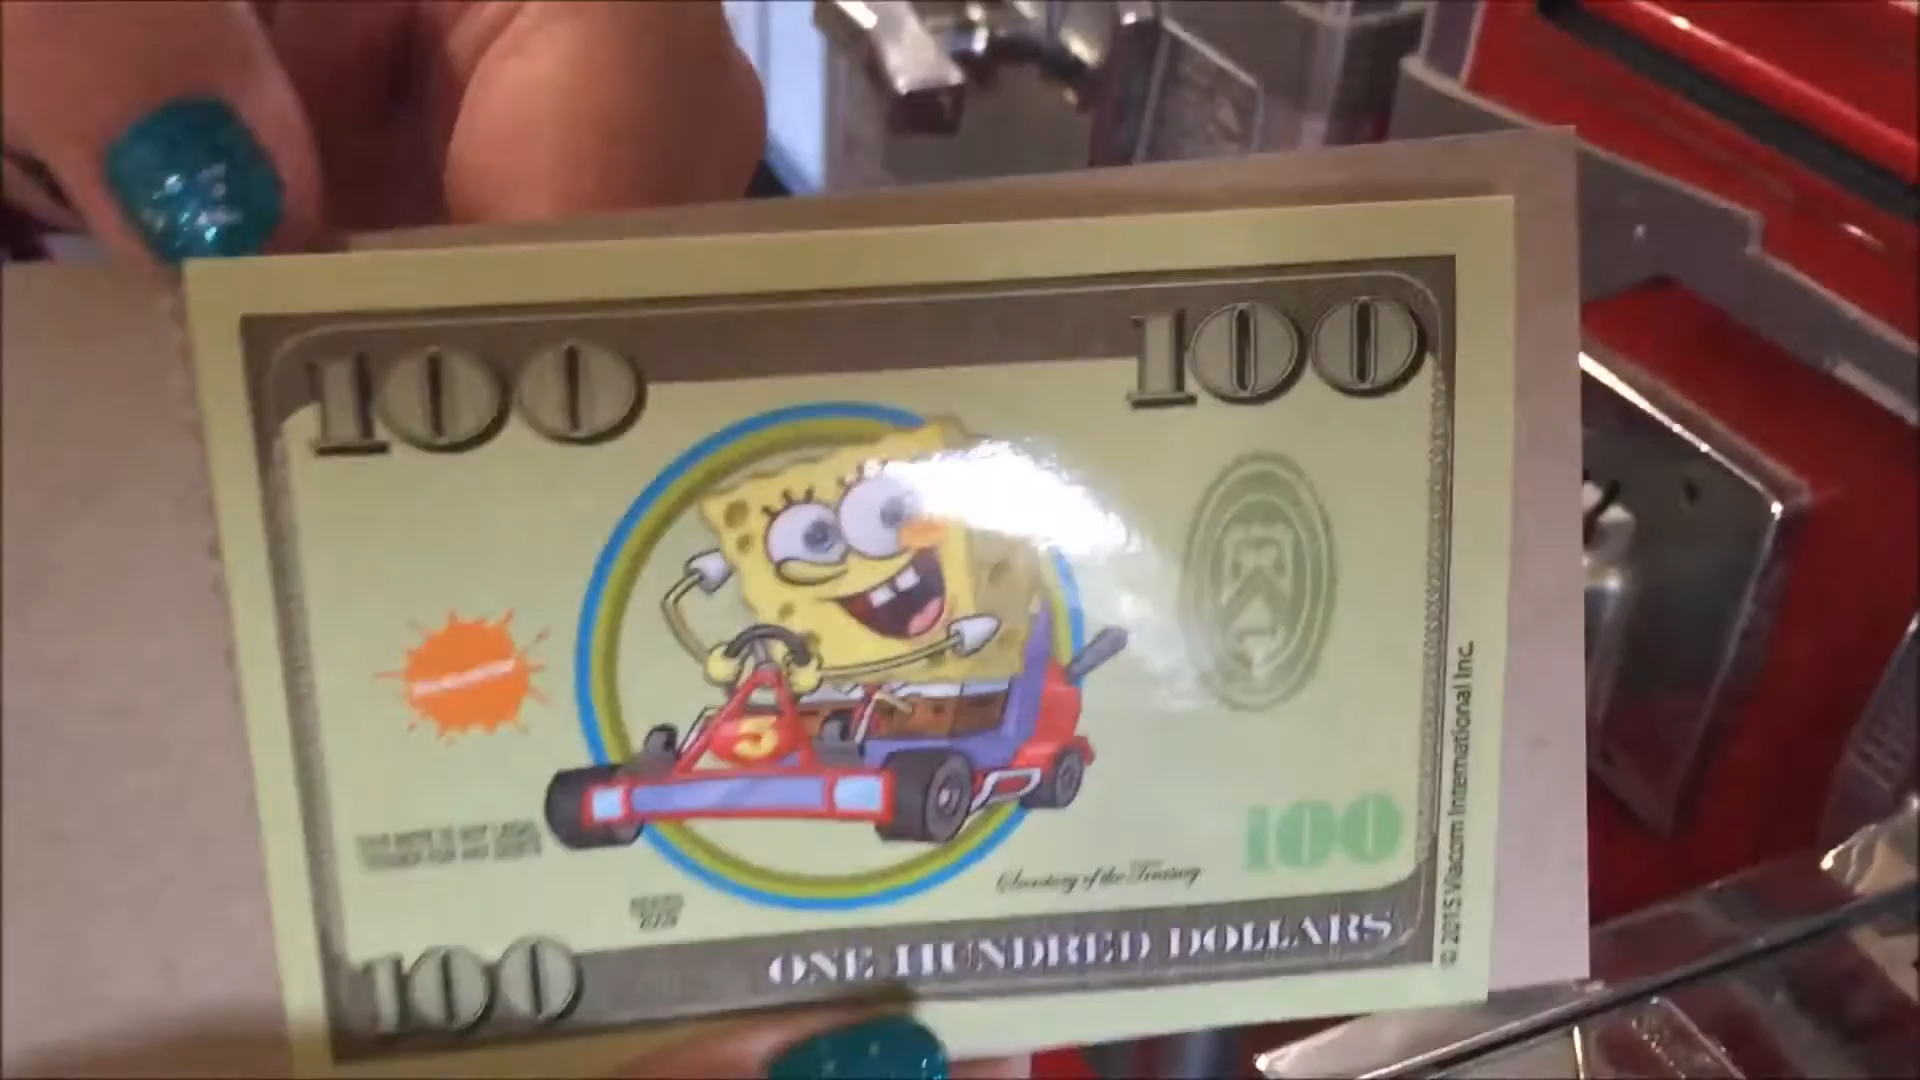 100
100
5
100
Secretary of the Treasury
100
ONE HUNDRED DOLLARS
© 2015 Viacom International Inc.